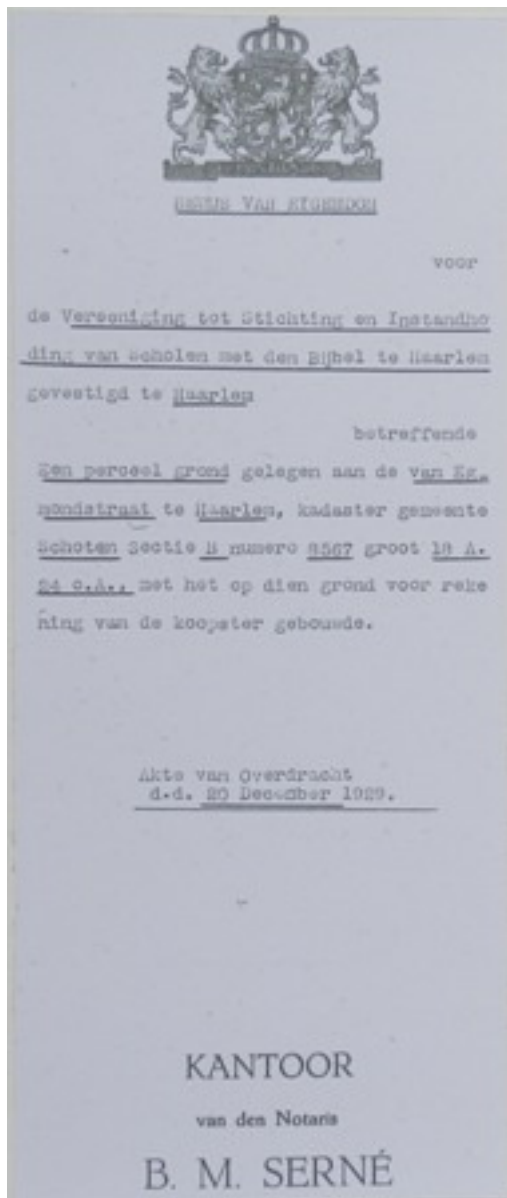 BEWIJS VAN EIGENDOM
voor
de Vereeniging tot Stichting en Instandho
ding van Scholen met den Bijbel te Haarlem
gevestigd te Haarlem
betreffende
Een perceel grond gelegen aan de van Eg.
mondstraat te Haarlem, kadaster gemeente
Schoten Sectie B numero 8567 groot 18 A.
24 c.A., met het op dien grond voor reke
ning van de koopster gebouwde.
Akte van Overdracht
d.d. 20 December 1929.
KANTOOR
van den Notaris
B. M. SERNÉ